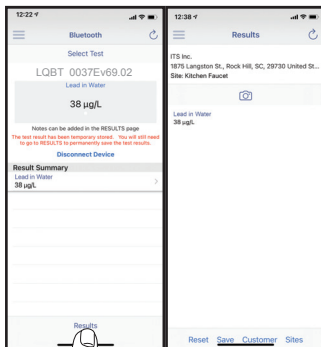 12:22
Bluetooth
Select Test
LQBT 0037Ev69.02
Lead in Water
38 µg/L
Notes can be added in the RESULTS page
The test result has been temporary stored. You will still need
to go to RESULTS to permanently save the test results.
Disconnect Device
Result Summary
Lead in Water
38 µg/L
Results
12:38
Results
ITS Inc.
1875 Langston St., Rock Hill, SC, 29730 United St...
Site: Kitchen Faucet
Lead in Water
38 µg/L
Reset Save Customer Sites